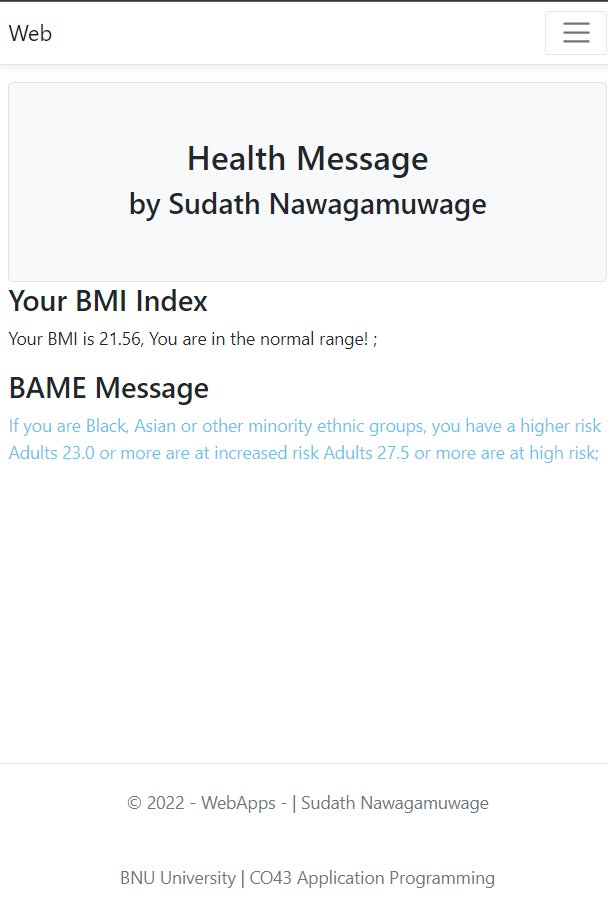 Web
Health Message
by Sudath Nawagamuwage
Your BMI Index
Your BMI is 21.56, You are in the normal range! ;
BAME Message
If you are Black, Asian or other minority ethnic groups, you have a higher risk
Adults 23.0 or more are at increased risk Adults 27.5 or more are at high risk;
© 2022 - WebApps - | Sudath Nawagamuwage
BNU University | CO43 Application Programming